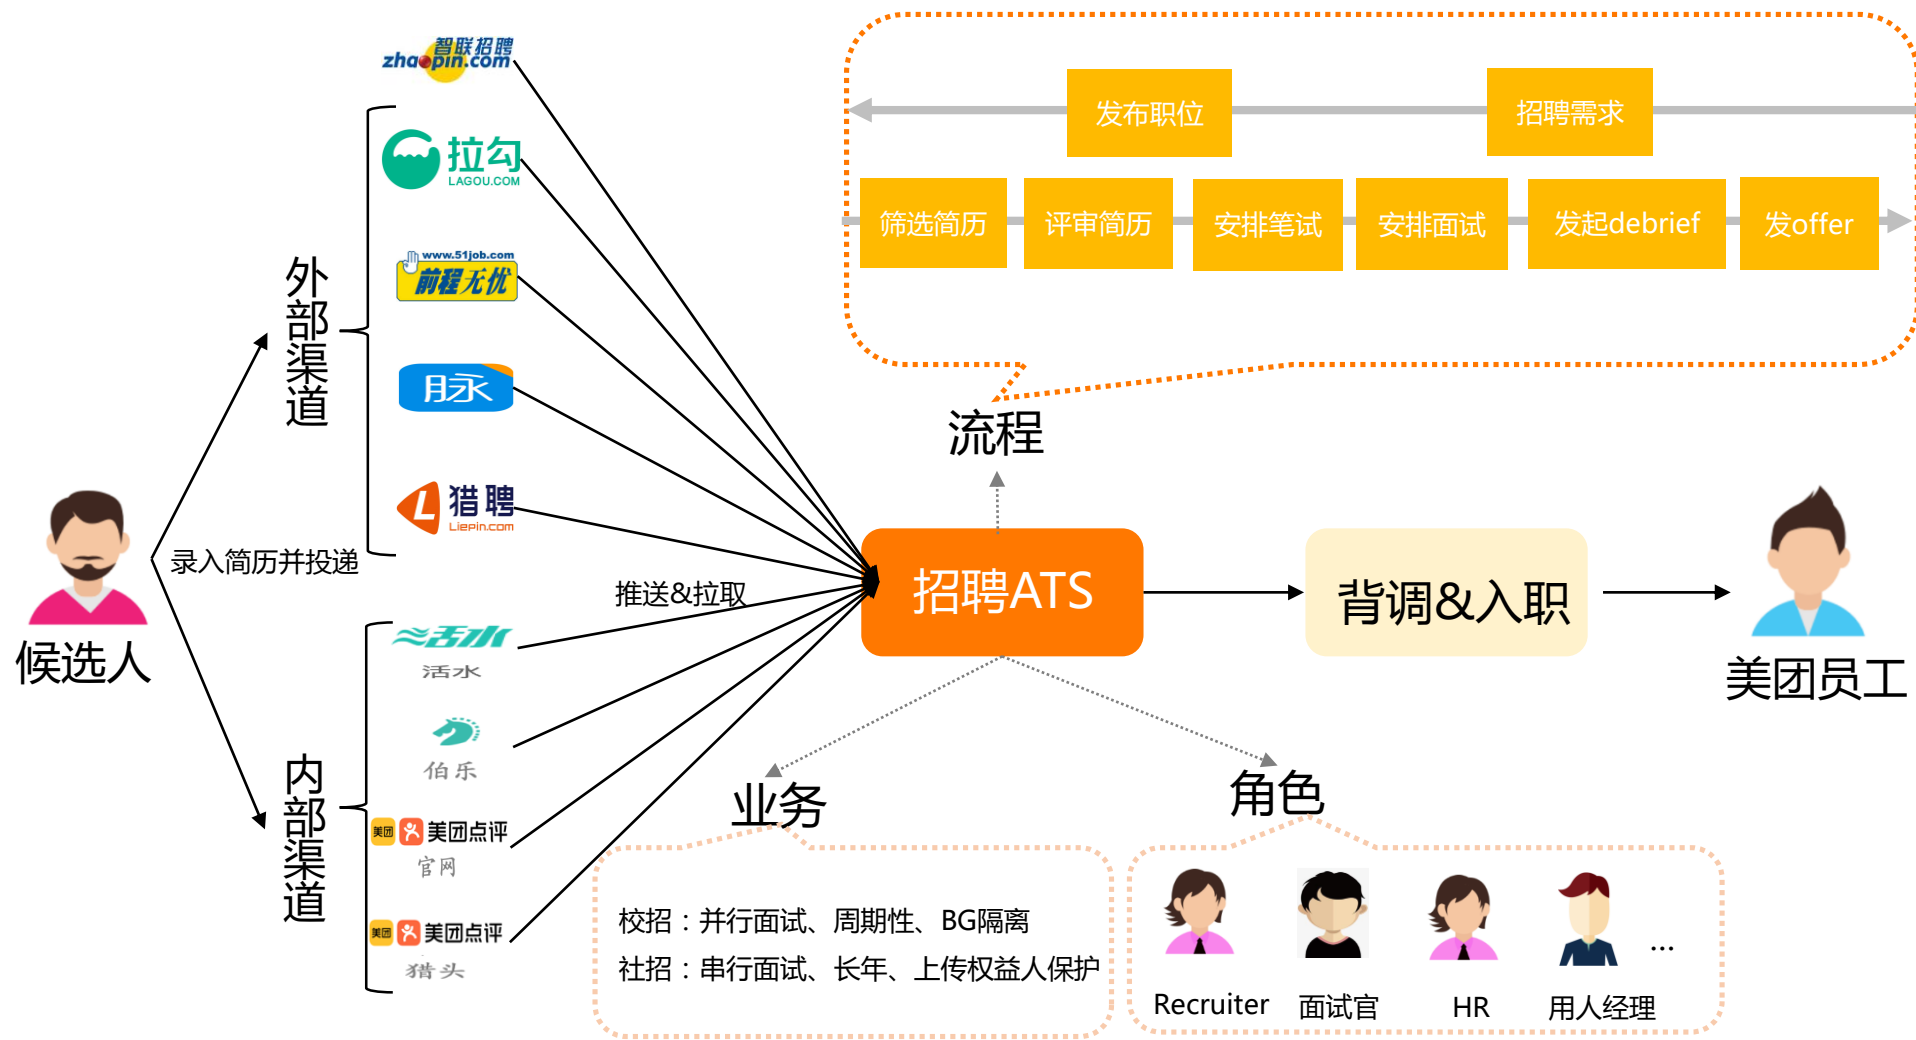 智联招聘
zhaopin.com
拉勾
LAGOU.COM
www.51job.com
前程无忧
脉
猎聘
Liepin.com
外部渠道
候选人
录入简历并投递
推送&拉取
内部渠道
活水
活水
伯乐
美团 美团点评
官网
美团 美团点评
猎头
发布职位
招聘需求
筛选简历
评审简历
安排笔试
安排面试
发起debrief
发offer
流程
招聘ATS
背调&入职
美团员工
业务
校招：并行面试、周期性、BG隔离
社招：串行面试、长年、上传权益人保护
角色
Recruiter
面试官
HR
用人经理
...